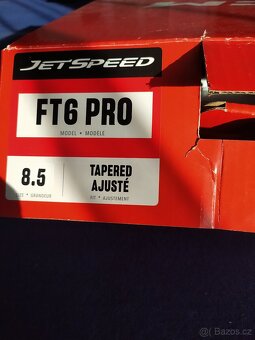 JETSPEED
FT6 PRO
MODEL • MODÈLE
8.5
SIZE • GRANDEUR
TAPERED
AJUSTÉ
FIT • AJUSTEMENT
© Bazos.cz